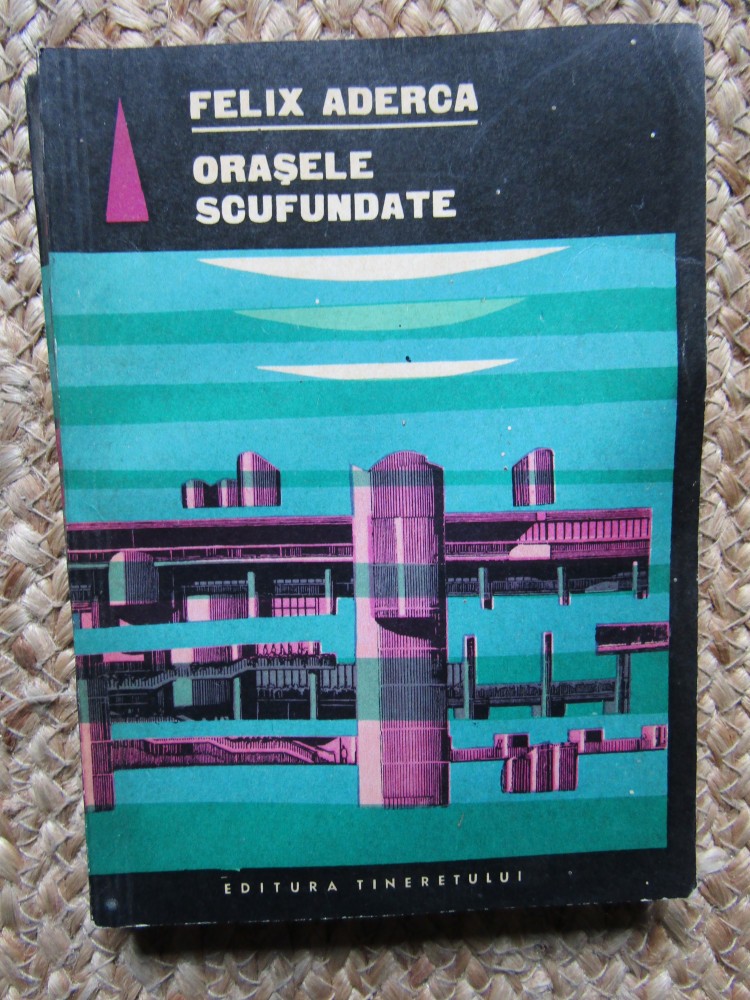 FELIX ADERCA
ORAŞELE
SCUFUNDATE
EDITURA TINERETULUI